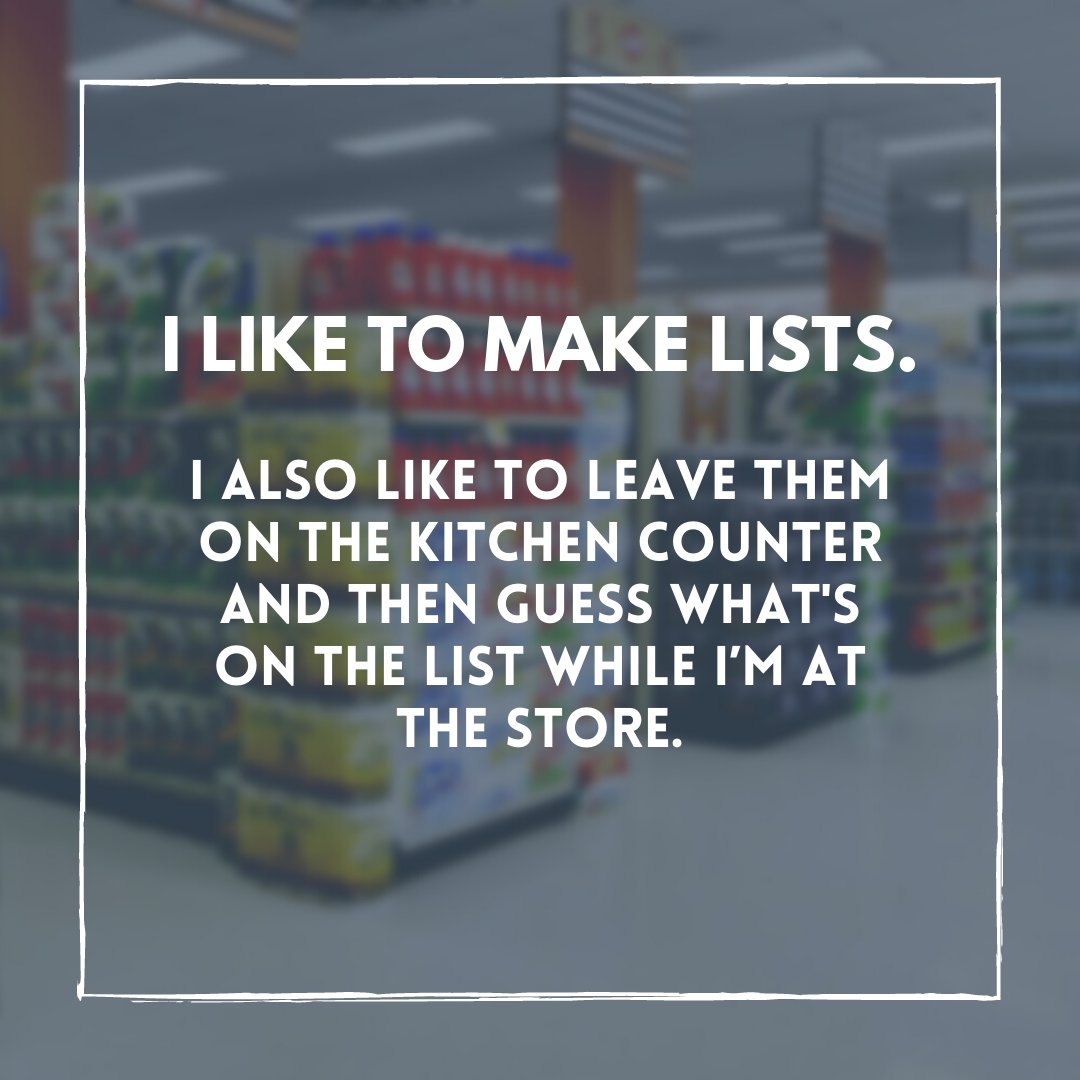 I LIKE TO MAKE LISTS.
I ALSO LIKE TO LEAVE THEM
ON THE KITCHEN COUNTER
AND THEN GUESS WHAT'S
ON THE LIST WHILE I’M AT
THE STORE.